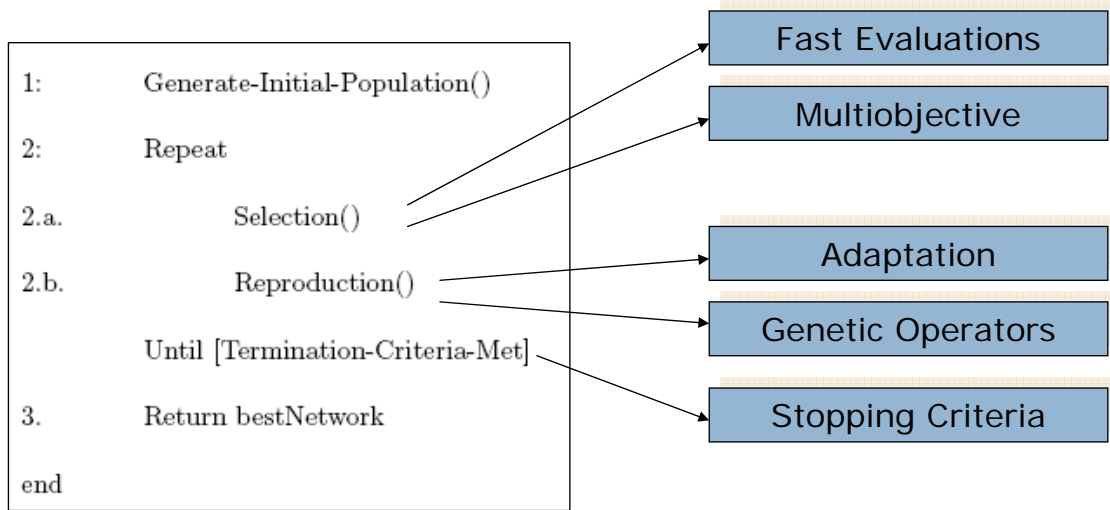 1: Generate-Initial-Population()
2: Repeat
2.a. Selection()
2.b. Reproduction()
Until [Termination-Criteria-Met]
3. Return bestNetwork
end
Fast Evaluations
Multiobjective
Adaptation
Genetic Operators
Stopping Criteria